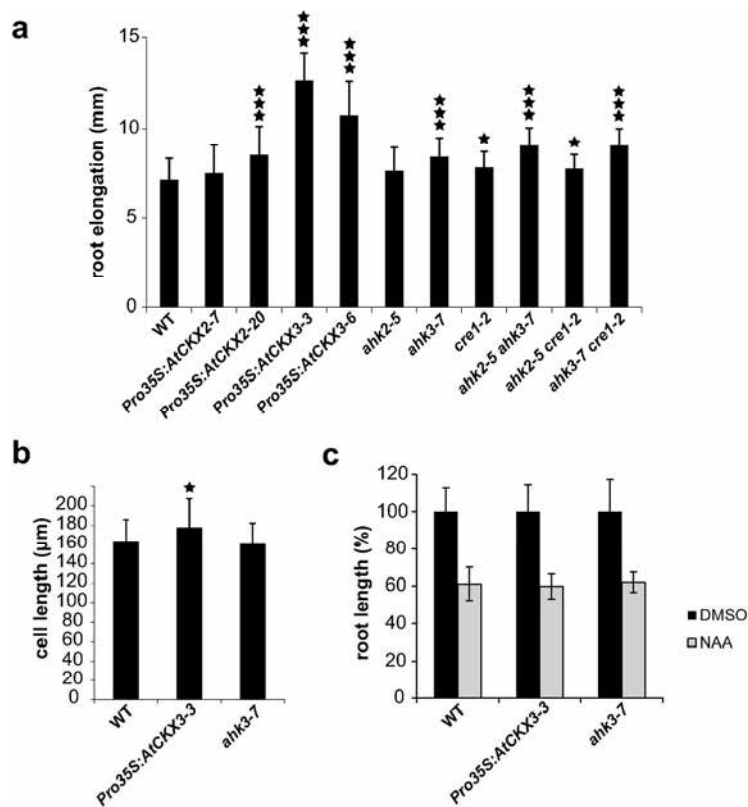 a
15
10
5
0
root elongation (mm)
★★★
★★★
★★★
★★★
★
★★★
★
★★★
WT
Pro35S:AtCKX2-7
Pro35S:AtCKX2-20
Pro35S:AtCKX3-3
Pro35S:AtCKX3-6
ahk2-5
ahk3-7
cre1-2
ahk2-5 ahk3-7
ahk2-5 cre1-2
ahk3-7 cre1-2
b
200
180
160
140
120
100
80
60
40
20
0
cell length (µm)
★
WT
Pro35S:AtCKX3-3
ahk3-7
c
120
100
80
60
40
20
0
root length (%)
WT
Pro35S:AtCKX3-3
ahk3-7
DMSO
NAA